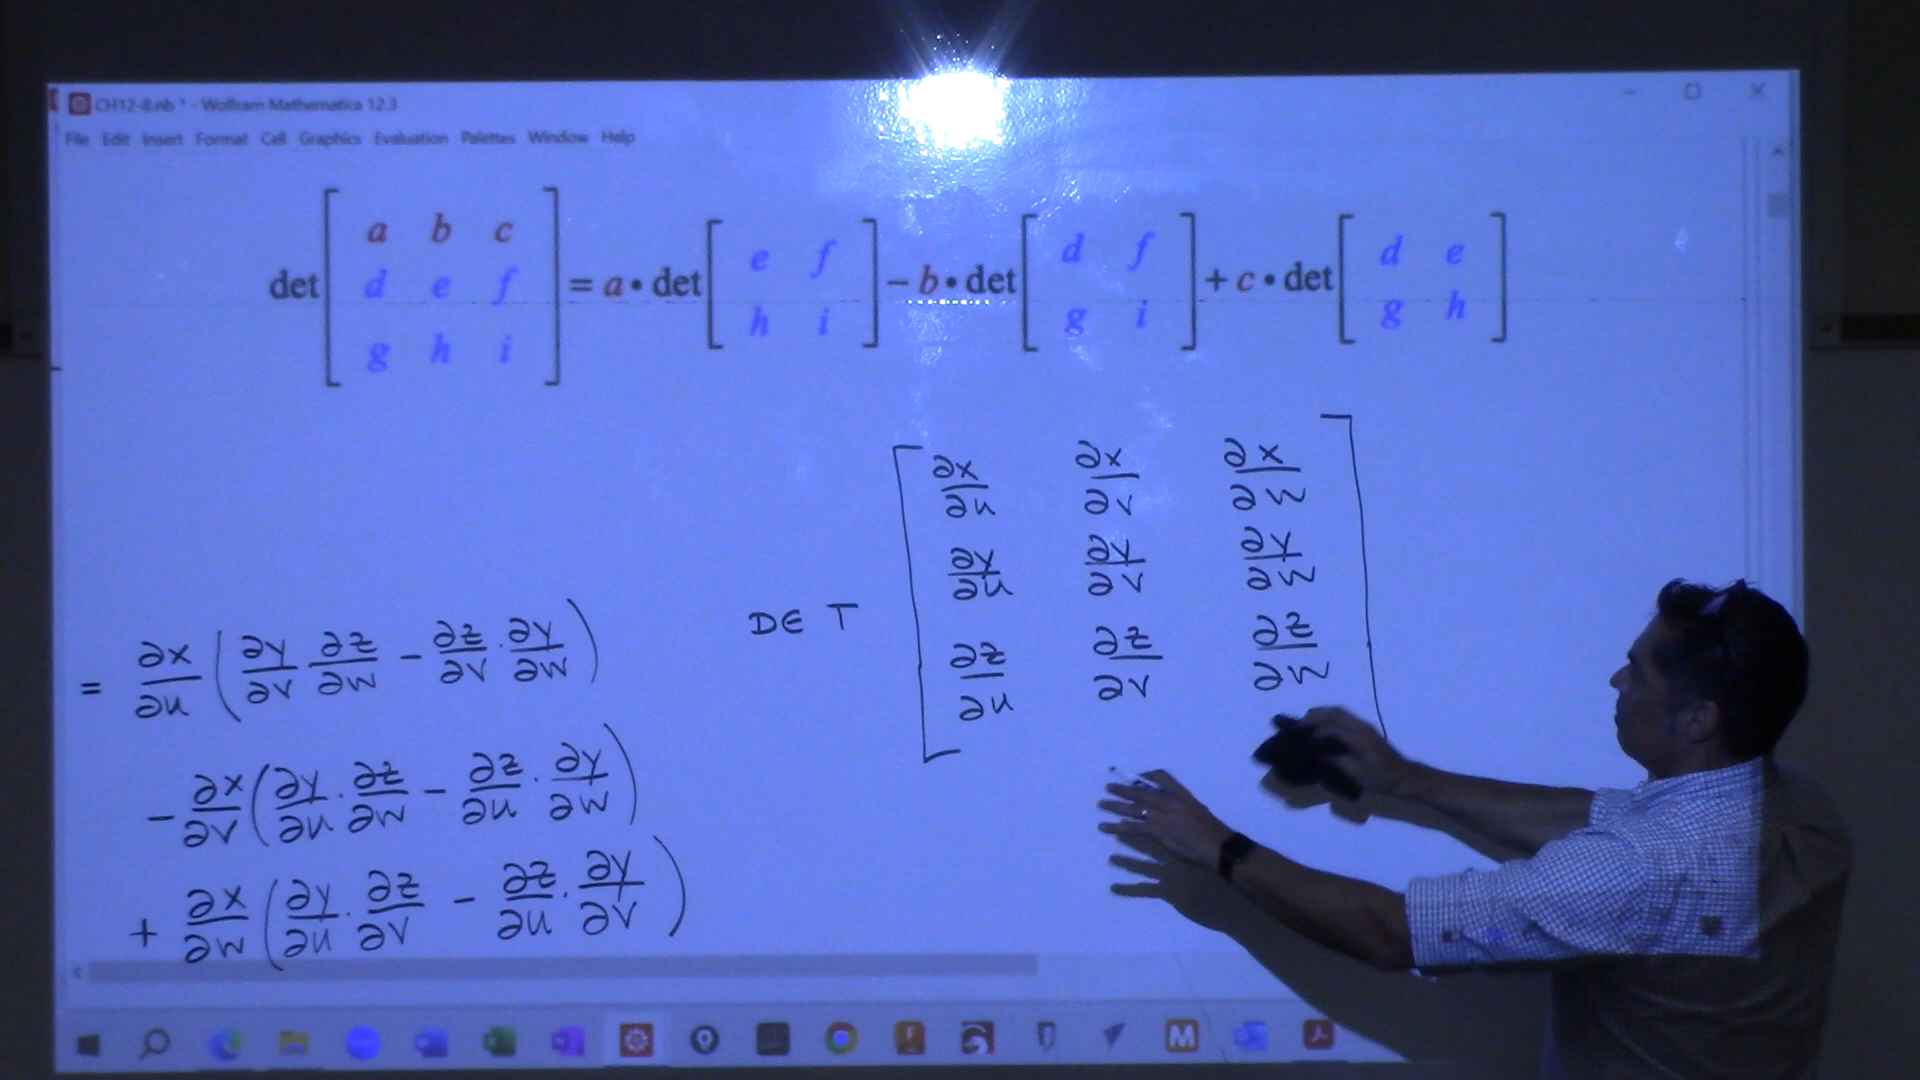 CH12-8.nb * - Wolfram Mathematica 12.3
File Edit Insert Format Cell Graphics Evaluation Palettes Window Help
det [ a b c ; d e f ; g h i ] = a • det [ e f ; h i ] − b • det [ d f ; g i ] + c • det [ d e ; g h ]
DET [ ∂x/∂u ∂x/∂v ∂x/∂w
∂y/∂u ∂y/∂v ∂y/∂w
∂z/∂u ∂z/∂v ∂z/∂w ]
= ∂x/∂u ( ∂y/∂v ∂z/∂w − ∂z/∂v · ∂y/∂w )
− ∂x/∂v ( ∂y/∂u · ∂z/∂w − ∂z/∂u · ∂y/∂w )
+ ∂x/∂w ( ∂y/∂u · ∂z/∂v − ∂z/∂u · ∂y/∂v )
M